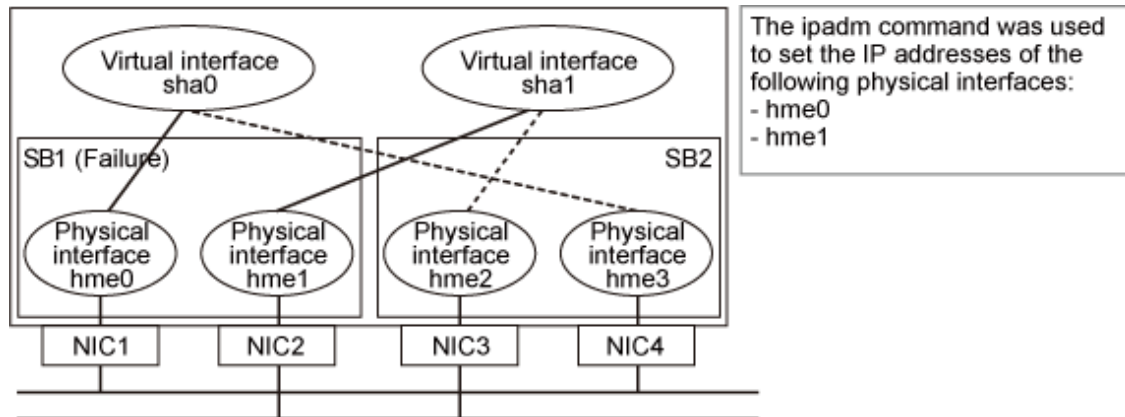 Virtual interface
sha0
Virtual interface
sha1
SB1 (Failure)
SB2
Physical
interface
hme0
Physical
interface
hme1
Physical
interface
hme2
Physical
interface
hme3
NIC1
NIC2
NIC3
NIC4
The ipadm command was used
to set the IP addresses of the
following physical interfaces:
- hme0
- hme1